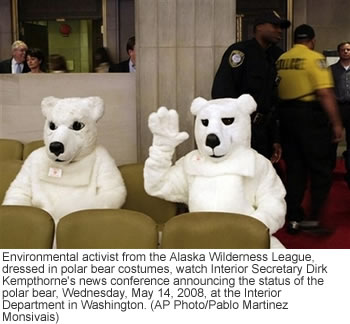 Environmental activist from the Alaska Wilderness League,
dressed in polar bear costumes, watch Interior Secretary Dirk
Kempthorne's news conference announcing the status of the
polar bear, Wednesday, May 14, 2008, at the Interior
Department in Washington. (AP Photo/Pablo Martinez
Monsivais)